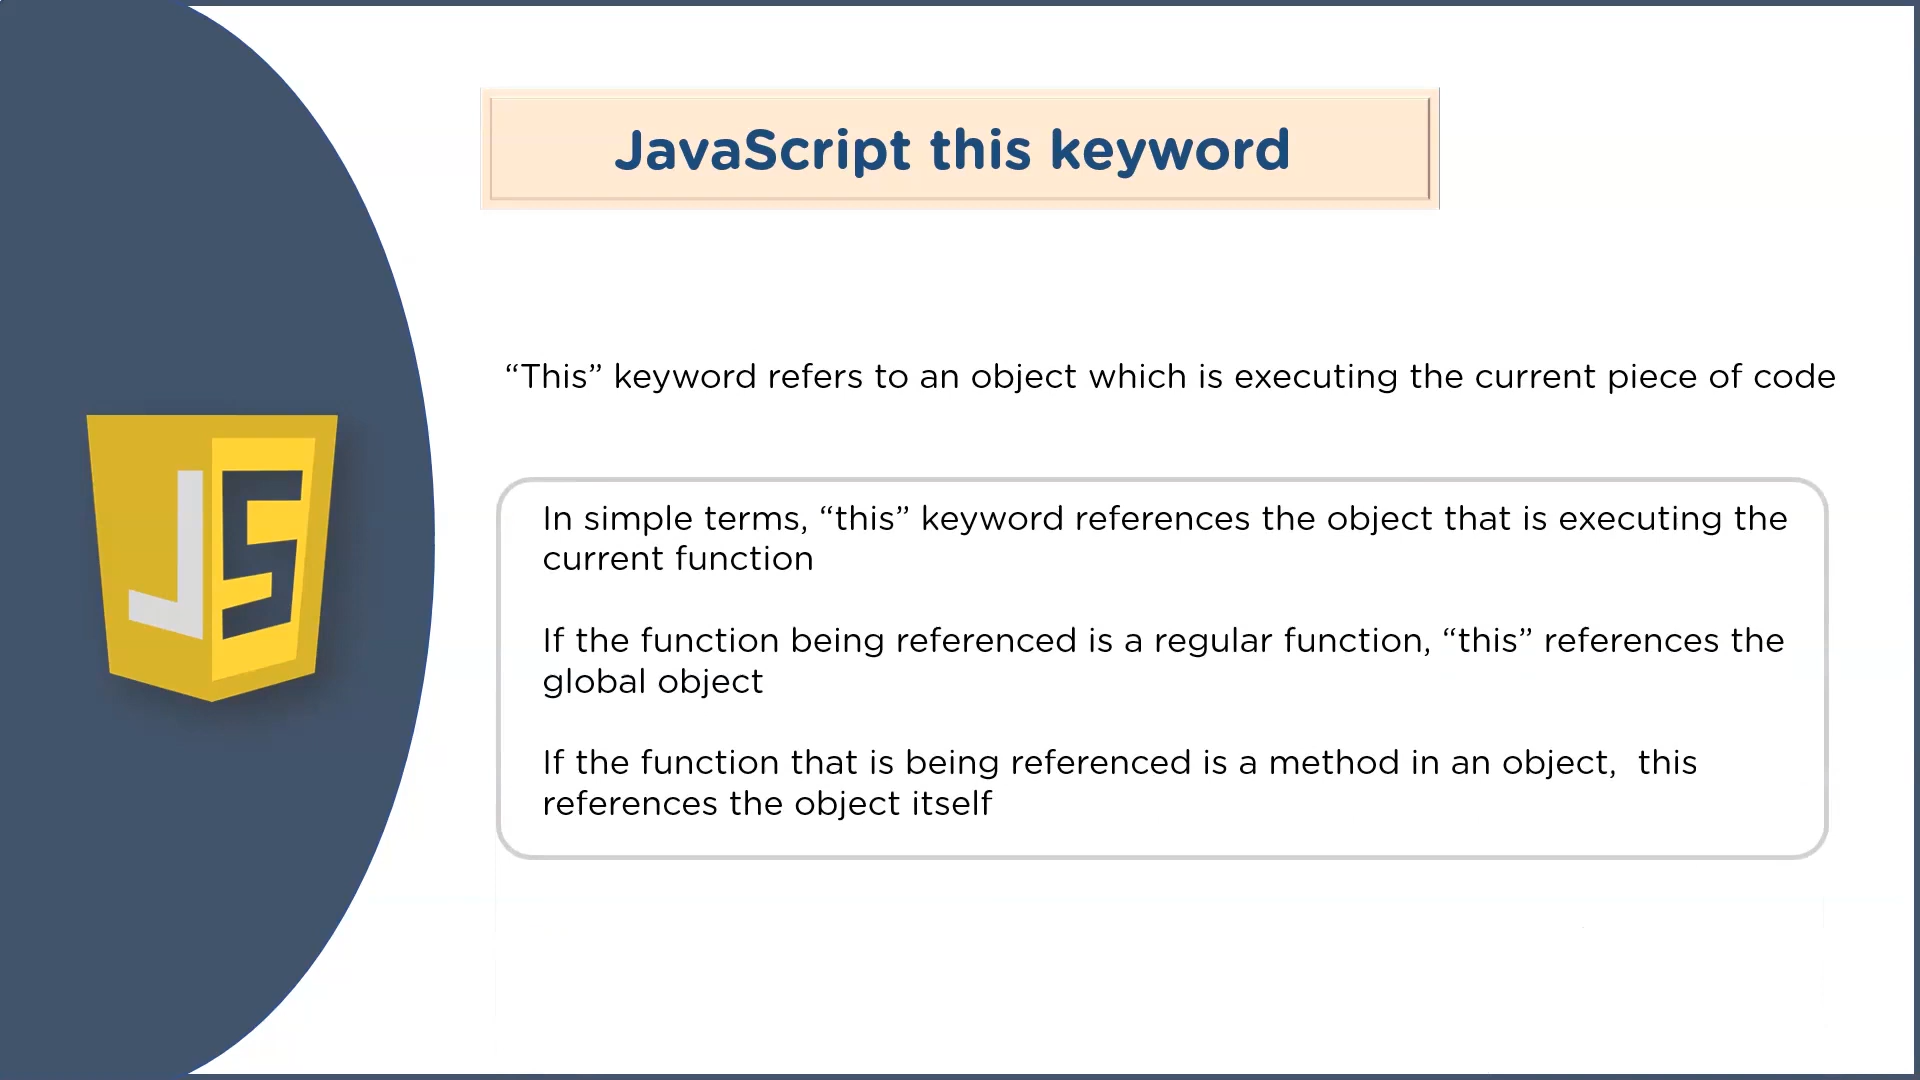 JavaScript this keyword
“This” keyword refers to an object which is executing the current piece of code
JS
In simple terms, “this” keyword references the object that is executing the
current function
If the function being referenced is a regular function, “this” references the
global object
If the function that is being referenced is a method in an object,  this
references the object itself